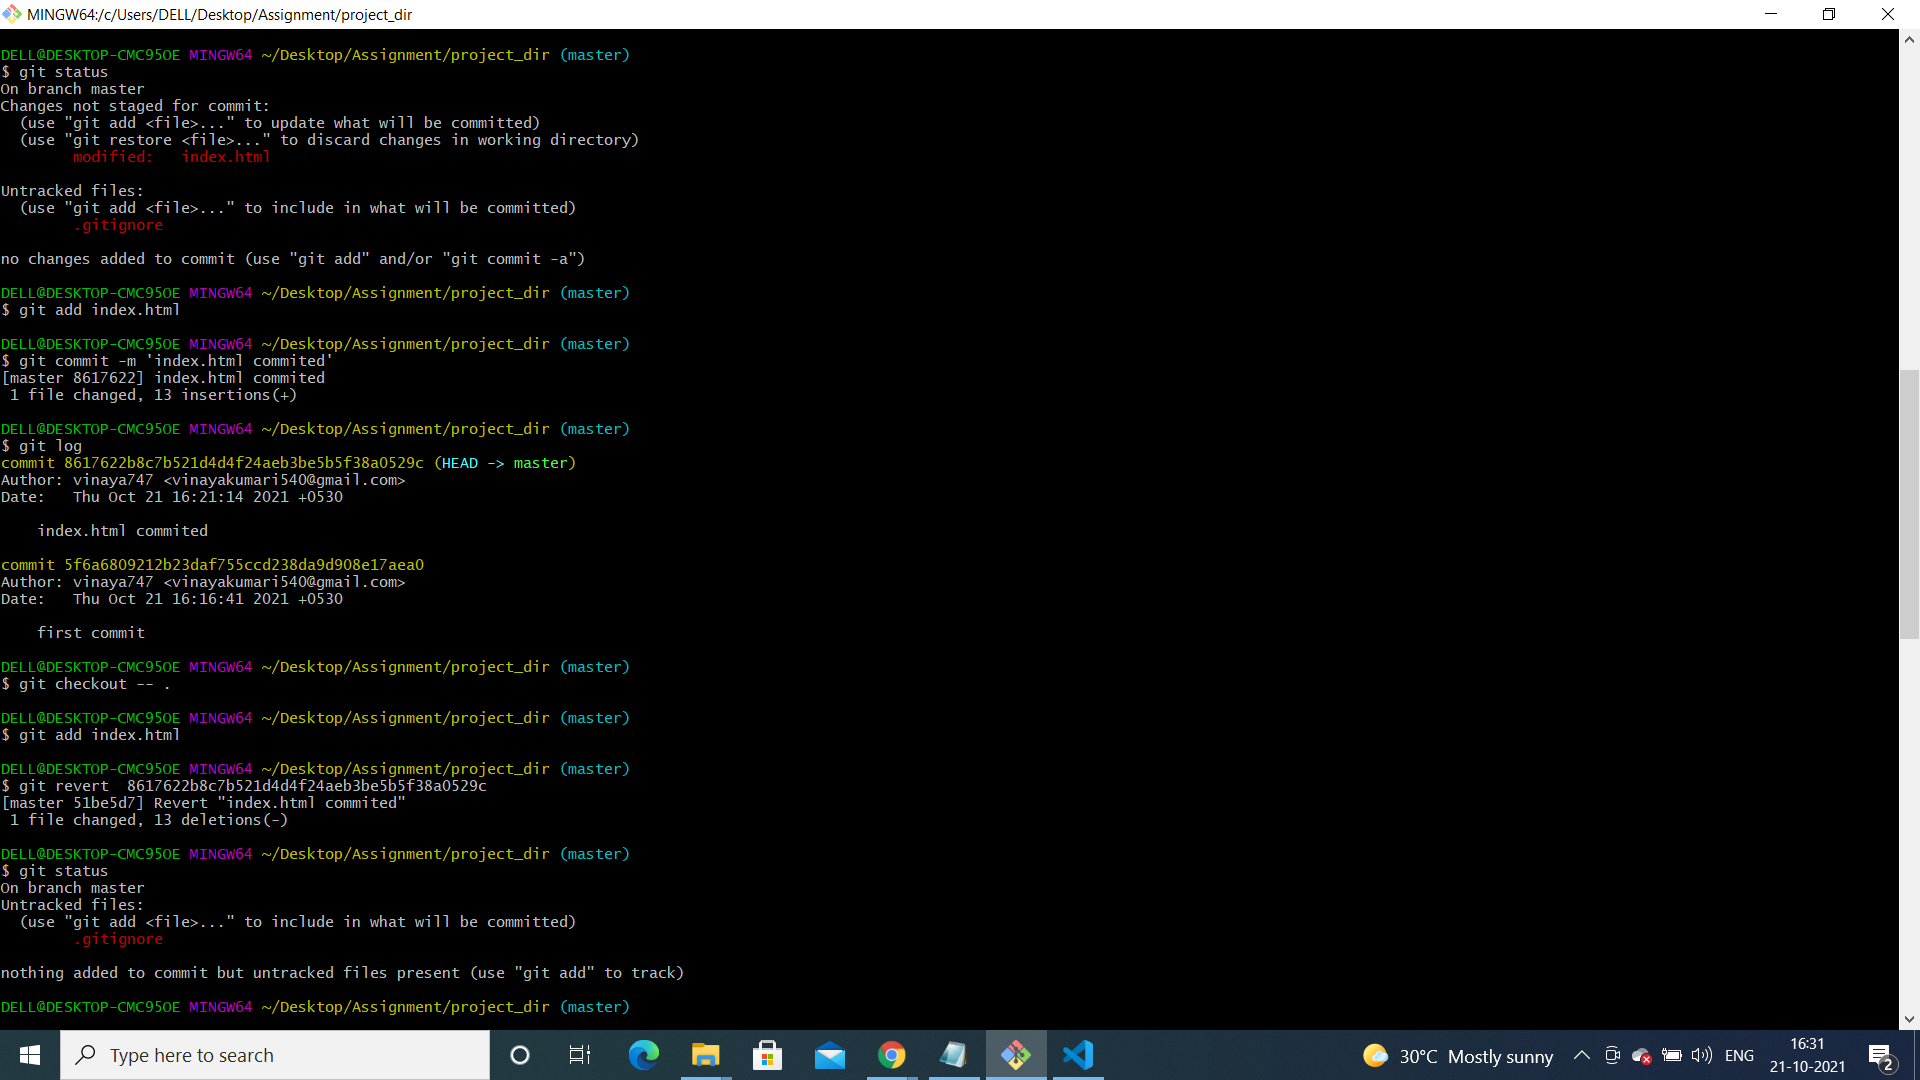 MINGW64:/c/Users/DELL/Desktop/Assignment/project_dir
DELL@DESKTOP-CMC95OE MINGW64 ~/Desktop/Assignment/project_dir (master)
$ git status
On branch master
Changes not staged for commit:
  (use "git add <file>..." to update what will be committed)
  (use "git restore <file>..." to discard changes in working directory)
        modified:   index.html

Untracked files:
  (use "git add <file>..." to include in what will be committed)
        .gitignore

no changes added to commit (use "git add" and/or "git commit -a")

DELL@DESKTOP-CMC95OE MINGW64 ~/Desktop/Assignment/project_dir (master)
$ git add index.html

DELL@DESKTOP-CMC95OE MINGW64 ~/Desktop/Assignment/project_dir (master)
$ git commit -m 'index.html commited'
[master 8617622] index.html commited
 1 file changed, 13 insertions(+)

DELL@DESKTOP-CMC95OE MINGW64 ~/Desktop/Assignment/project_dir (master)
$ git log
commit 8617622b8c7b521d4d4f24aeb3be5b5f38a0529c (HEAD -> master)
Author: vinaya747 <vinayakumari540@gmail.com>
Date:   Thu Oct 21 16:21:14 2021 +0530

    index.html commited

commit 5f6a6809212b23daf755ccd238da9d908e17aea0
Author: vinaya747 <vinayakumari540@gmail.com>
Date:   Thu Oct 21 16:16:41 2021 +0530

    first commit

DELL@DESKTOP-CMC95OE MINGW64 ~/Desktop/Assignment/project_dir (master)
$ git checkout -- .

DELL@DESKTOP-CMC95OE MINGW64 ~/Desktop/Assignment/project_dir (master)
$ git add index.html

DELL@DESKTOP-CMC95OE MINGW64 ~/Desktop/Assignment/project_dir (master)
$ git revert  8617622b8c7b521d4d4f24aeb3be5b5f38a0529c
[master 51be5d7] Revert "index.html commited"
 1 file changed, 13 deletions(-)

DELL@DESKTOP-CMC95OE MINGW64 ~/Desktop/Assignment/project_dir (master)
$ git status
On branch master
Untracked files:
  (use "git add <file>..." to include in what will be committed)
        .gitignore

nothing added to commit but untracked files present (use "git add" to track)

DELL@DESKTOP-CMC95OE MINGW64 ~/Desktop/Assignment/project_dir (master)
Type here to search
30°C Mostly sunny
ENG
16:31
21-10-2021
2